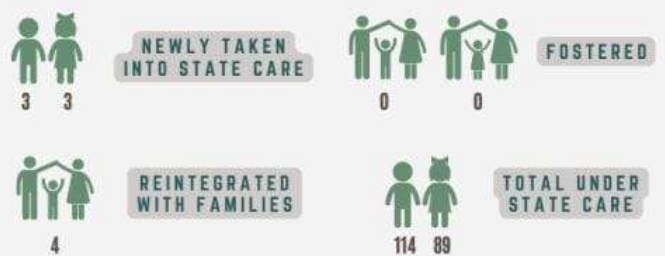 NEWLY TAKEN
INTO STATE CARE
3 3
FOSTERED
0 0
REINTEGRATED
WITH FAMILIES
4
TOTAL UNDER
STATE CARE
114 89